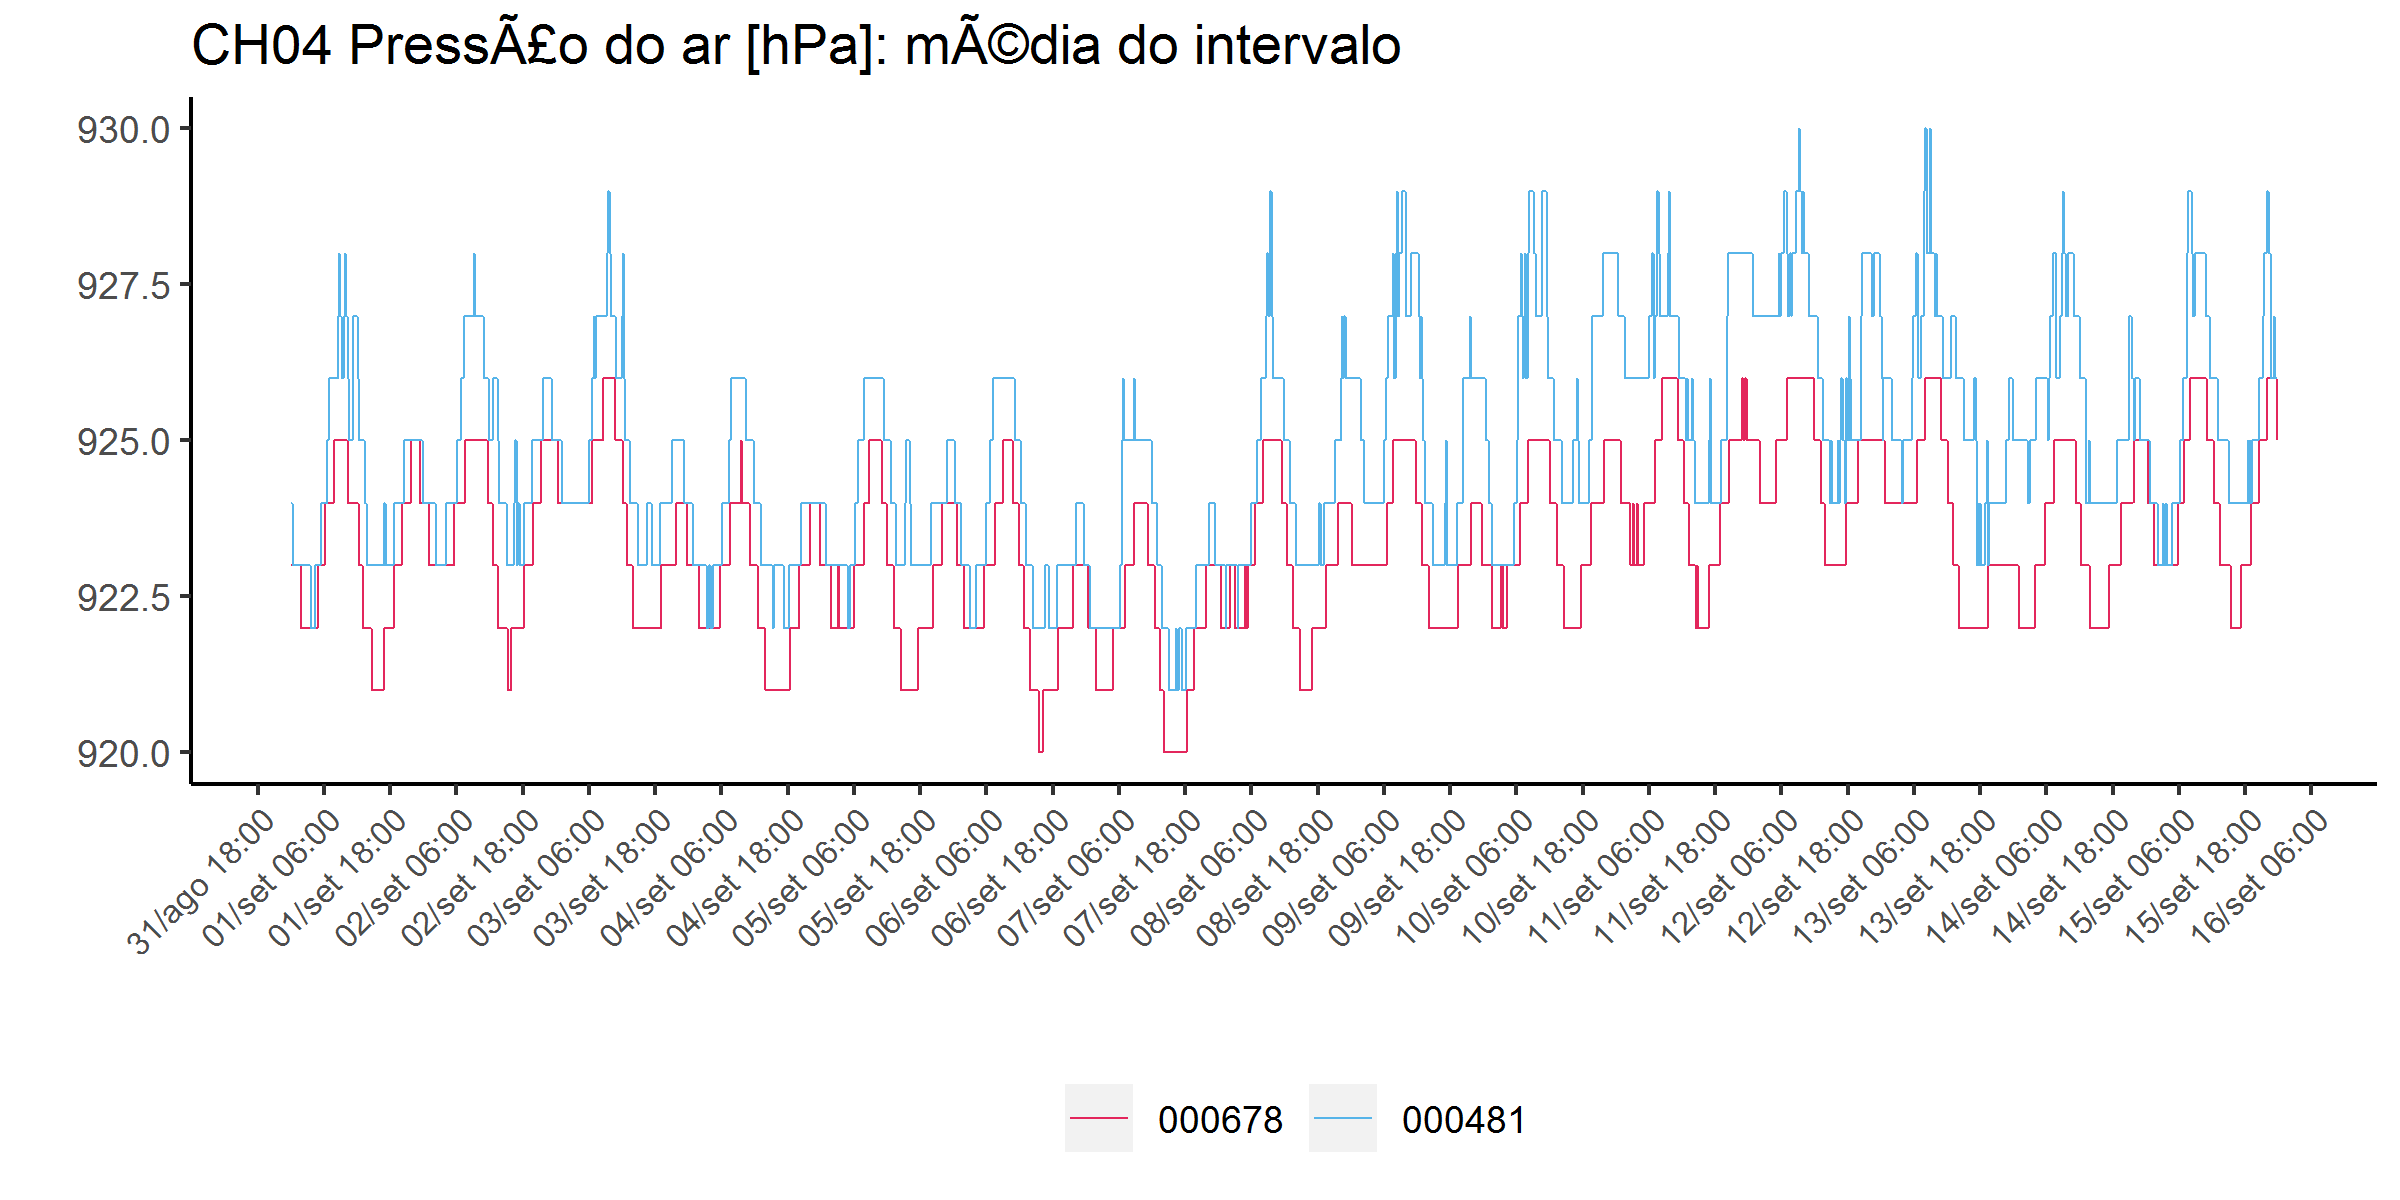 CH04 PressÃ£o do ar [hPa]: mÃ©dia do intervalo
930.0
927.5
925.0
922.5
920.0
31/ago 18:00
01/set 06:00
01/set 18:00
02/set 06:00
02/set 18:00
03/set 06:00
03/set 18:00
04/set 06:00
04/set 18:00
05/set 06:00
05/set 18:00
06/set 06:00
06/set 18:00
07/set 06:00
07/set 18:00
08/set 06:00
08/set 18:00
09/set 06:00
09/set 18:00
10/set 06:00
10/set 18:00
11/set 06:00
11/set 18:00
12/set 06:00
12/set 18:00
13/set 06:00
13/set 18:00
14/set 06:00
14/set 18:00
15/set 06:00
15/set 18:00
16/set 06:00
000678
000481